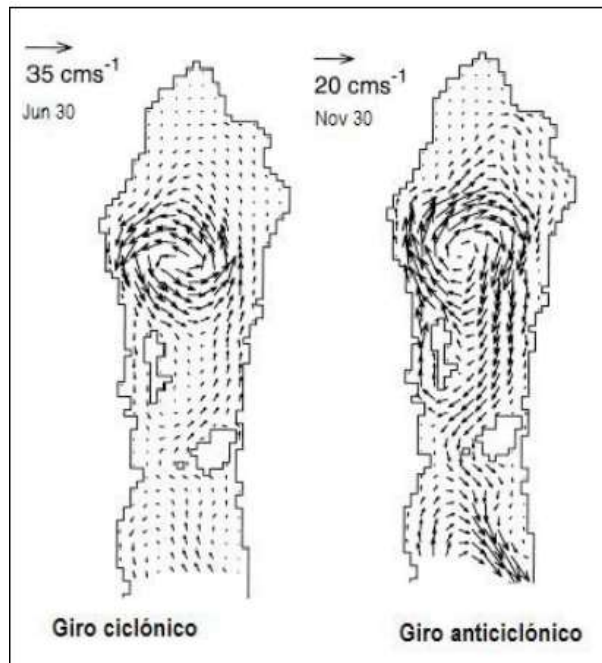 35 cms-1
Jun 30
20 cms-1
Nov 30
Giro ciclónico
Giro anticiclónico